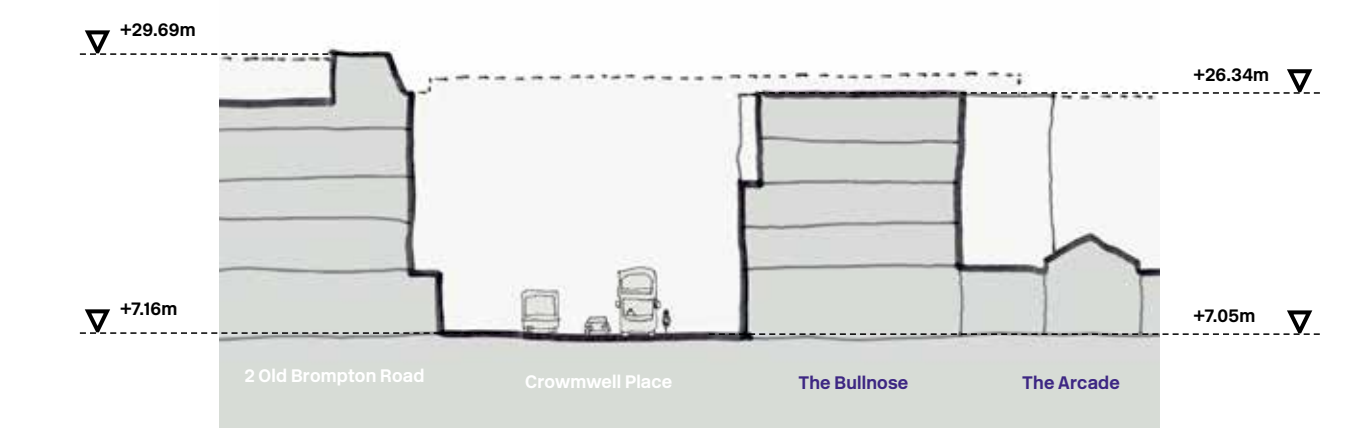 +29.69m
+26.34m
+7.16m
+7.05m
2 Old Brompton Road
Crowmwell Place
The Bullnose
The Arcade